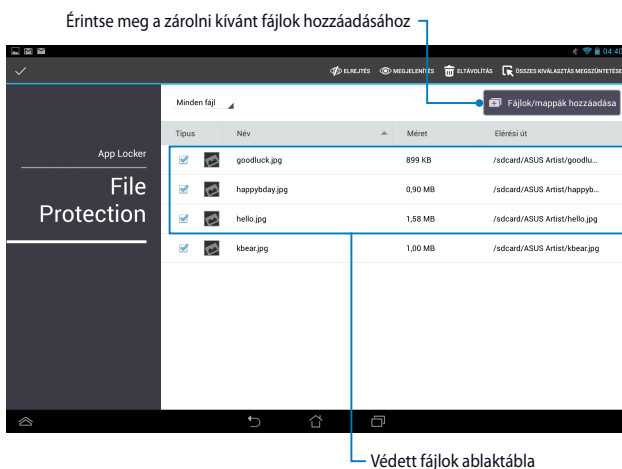 Érintse meg a zárolni kívánt fájlok hozzáadásához
04:40
ELREJTÉS MEGJELENÍTÉS ELTÁVOLÍTÁS ÖSSZES KIVÁLASZTÁS MEGSZÜNTETÉSE
Minden fájl
Fájlok/mappák hozzáadása
Típus Név Méret Elérési út
App Locker
File
Protection
goodluck.jpg 899 KB /sdcard/ASUS Artist/goodlu...
happybday.jpg 0,90 MB /sdcard/ASUS Artist/happyb...
hello.jpg 1,58 MB /sdcard/ASUS Artist/hello.jpg
kbear.jpg 1,00 MB /sdcard/ASUS Artist/kbear.jpg
Védett fájlok ablaktábla